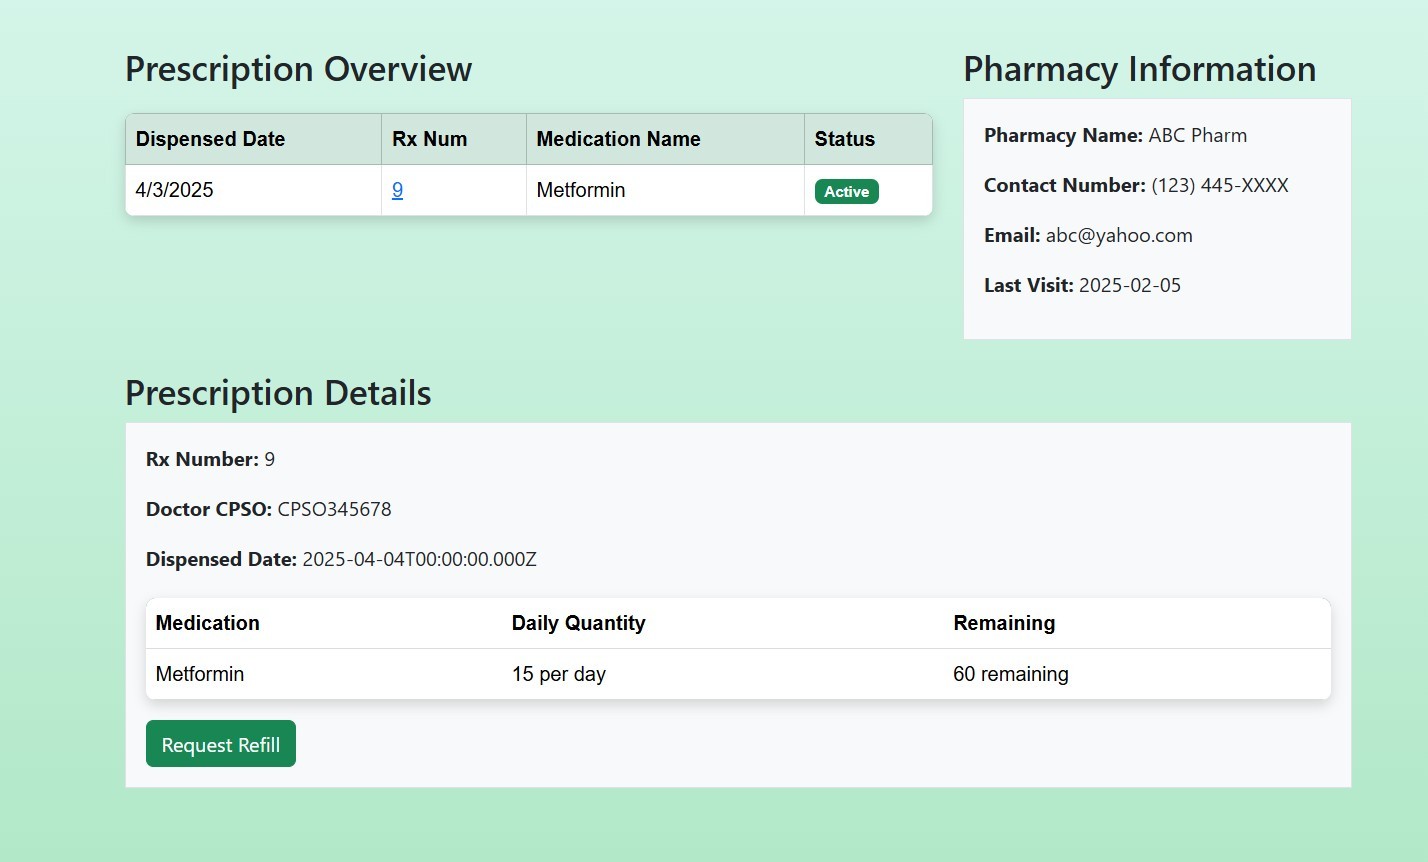 Prescription Overview
Dispensed Date Rx Num Medication Name Status
4/3/2025 9 Metformin Active
Pharmacy Information
Pharmacy Name: ABC Pharm
Contact Number: (123) 445-XXXX
Email: abc@yahoo.com
Last Visit: 2025-02-05
Prescription Details
Rx Number: 9
Doctor CPSO: CPSO345678
Dispensed Date: 2025-04-04T00:00:00.000Z
Medication Daily Quantity Remaining
Metformin 15 per day 60 remaining
Request Refill